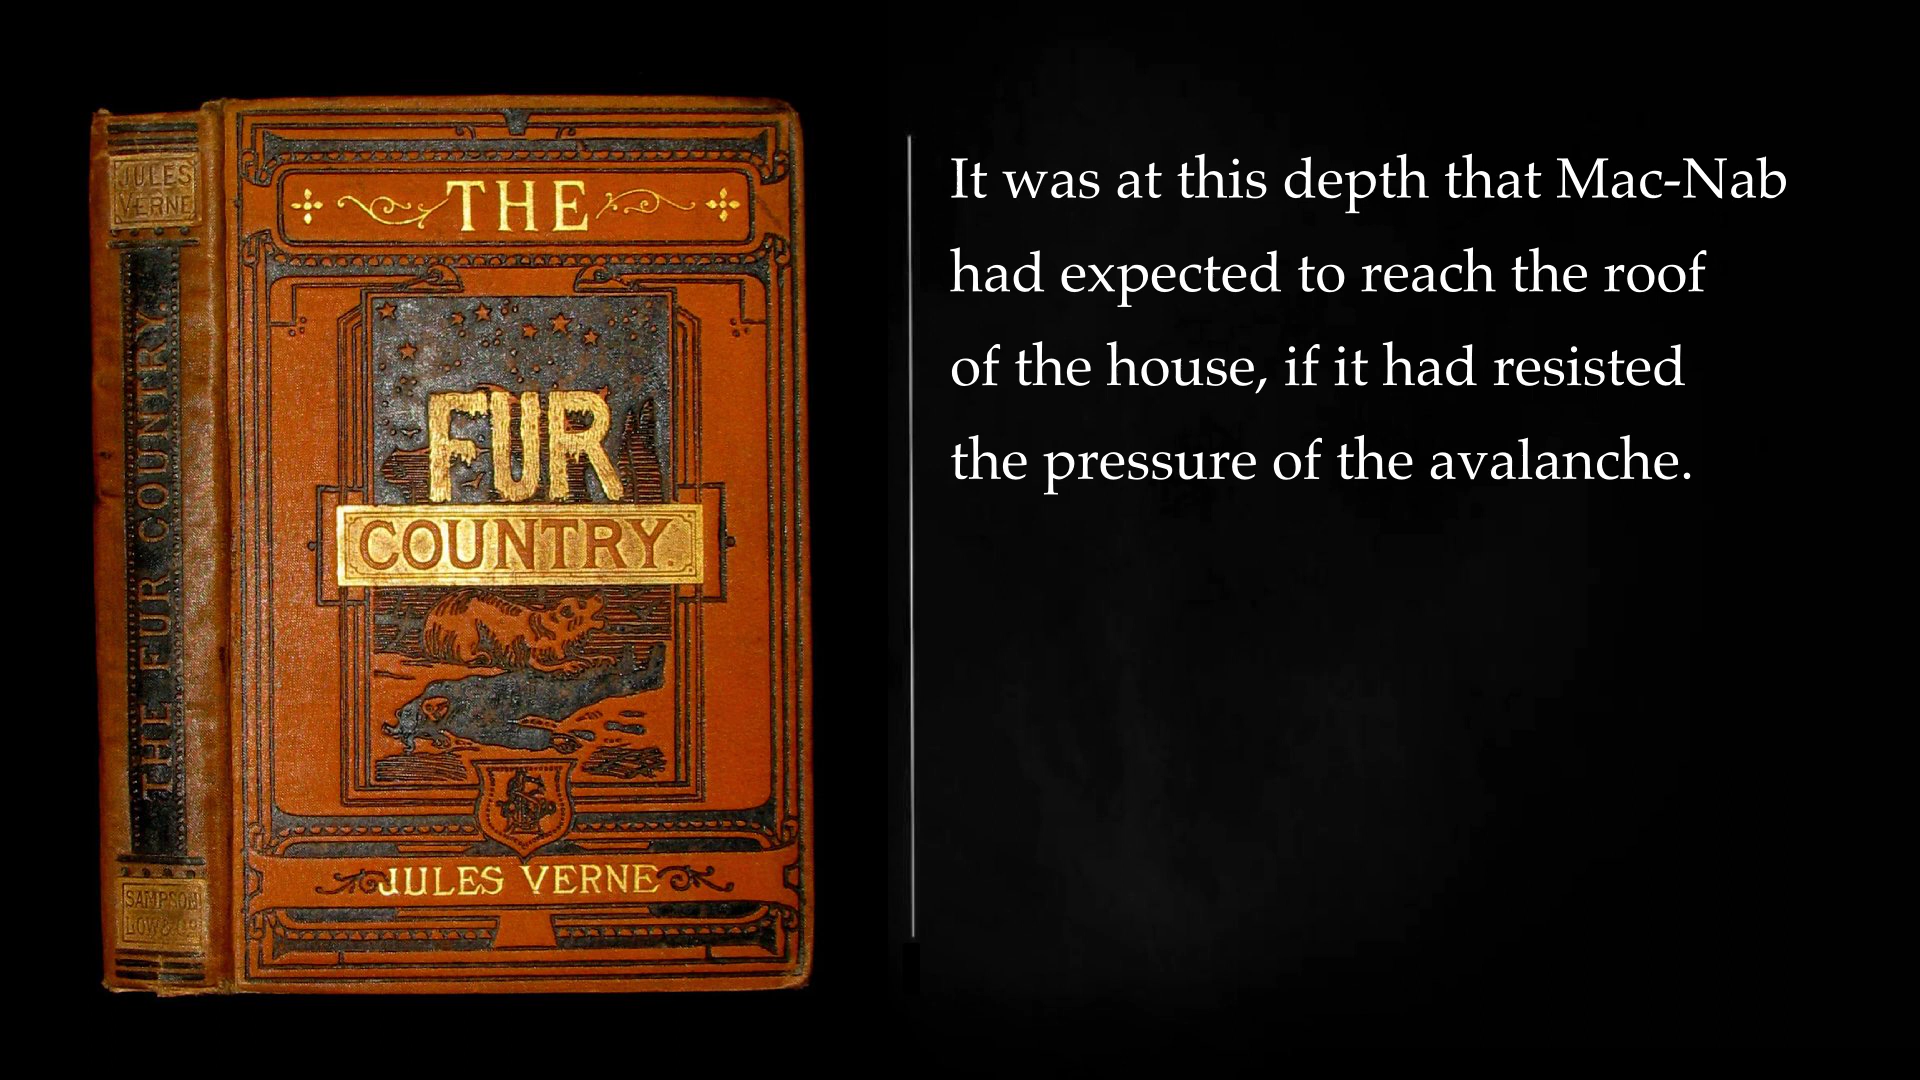 JULES
VERNE
THE FUR COUNTRY.
SAMPSON
LOW & Co
THE
FUR
COUNTRY.
JULES VERNE
It was at this depth that Mac-Nab
had expected to reach the roof
of the house, if it had resisted
the pressure of the avalanche.